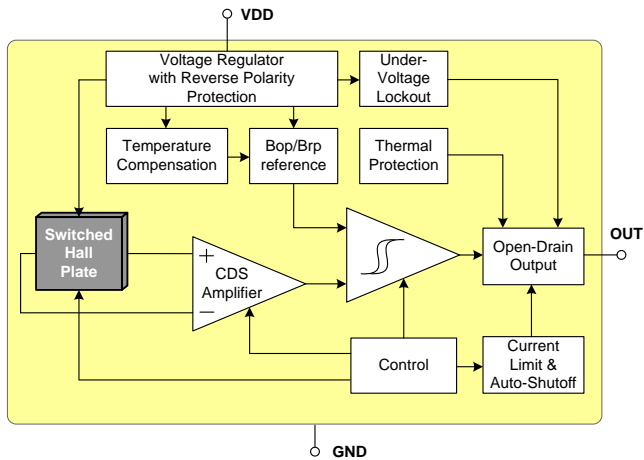 VDD
Voltage Regulator
with Reverse Polarity
Protection
Under-
Voltage
Lockout
Temperature
Compensation
Bop/Brp
reference
Thermal
Protection
Switched
Hall
Plate
+
CDS
Amplifier
−
Open-Drain
Output
OUT
Control
Current
Limit &
Auto-Shutoff
GND